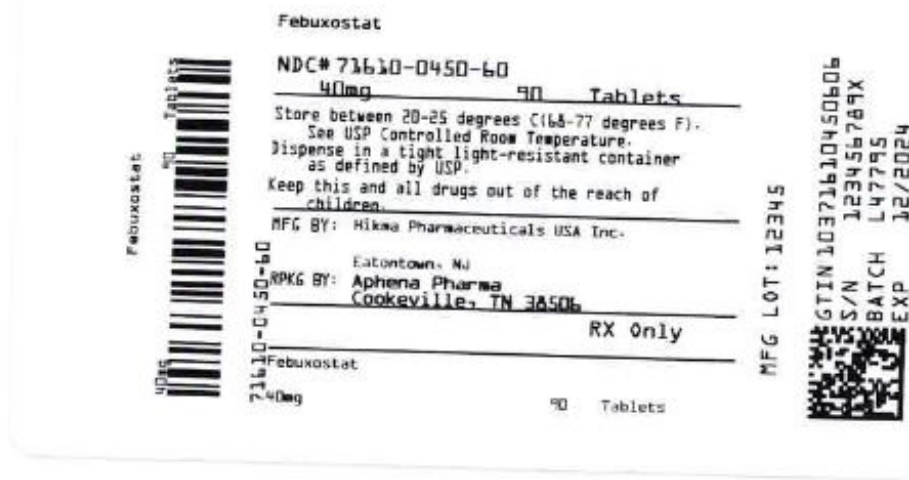 Febuxostat
NDC# 71610-0450-60
40mg 90 Tablets
Store between 20-25 degrees C(68-77 degrees F).
See USP Controlled Room Temperature.
Dispense in a tight light-resistant container
as defined by USP.
Keep this and all drugs out of the reach of
children.
MFG BY: Hikma Pharmaceuticals USA Inc.
Eatontown, NJ
RPKG BY: Aphena Pharma
Cookeville, TN 38506
RX Only
Febuxostat
40mg 90 Tablets
Febuxostat
40mg 90 Tablets
71610-0450-60
MFG LOT: 12345
GTIN 10371610450606
S/N 123456789X
BATCH L47795
EXP 12/2024